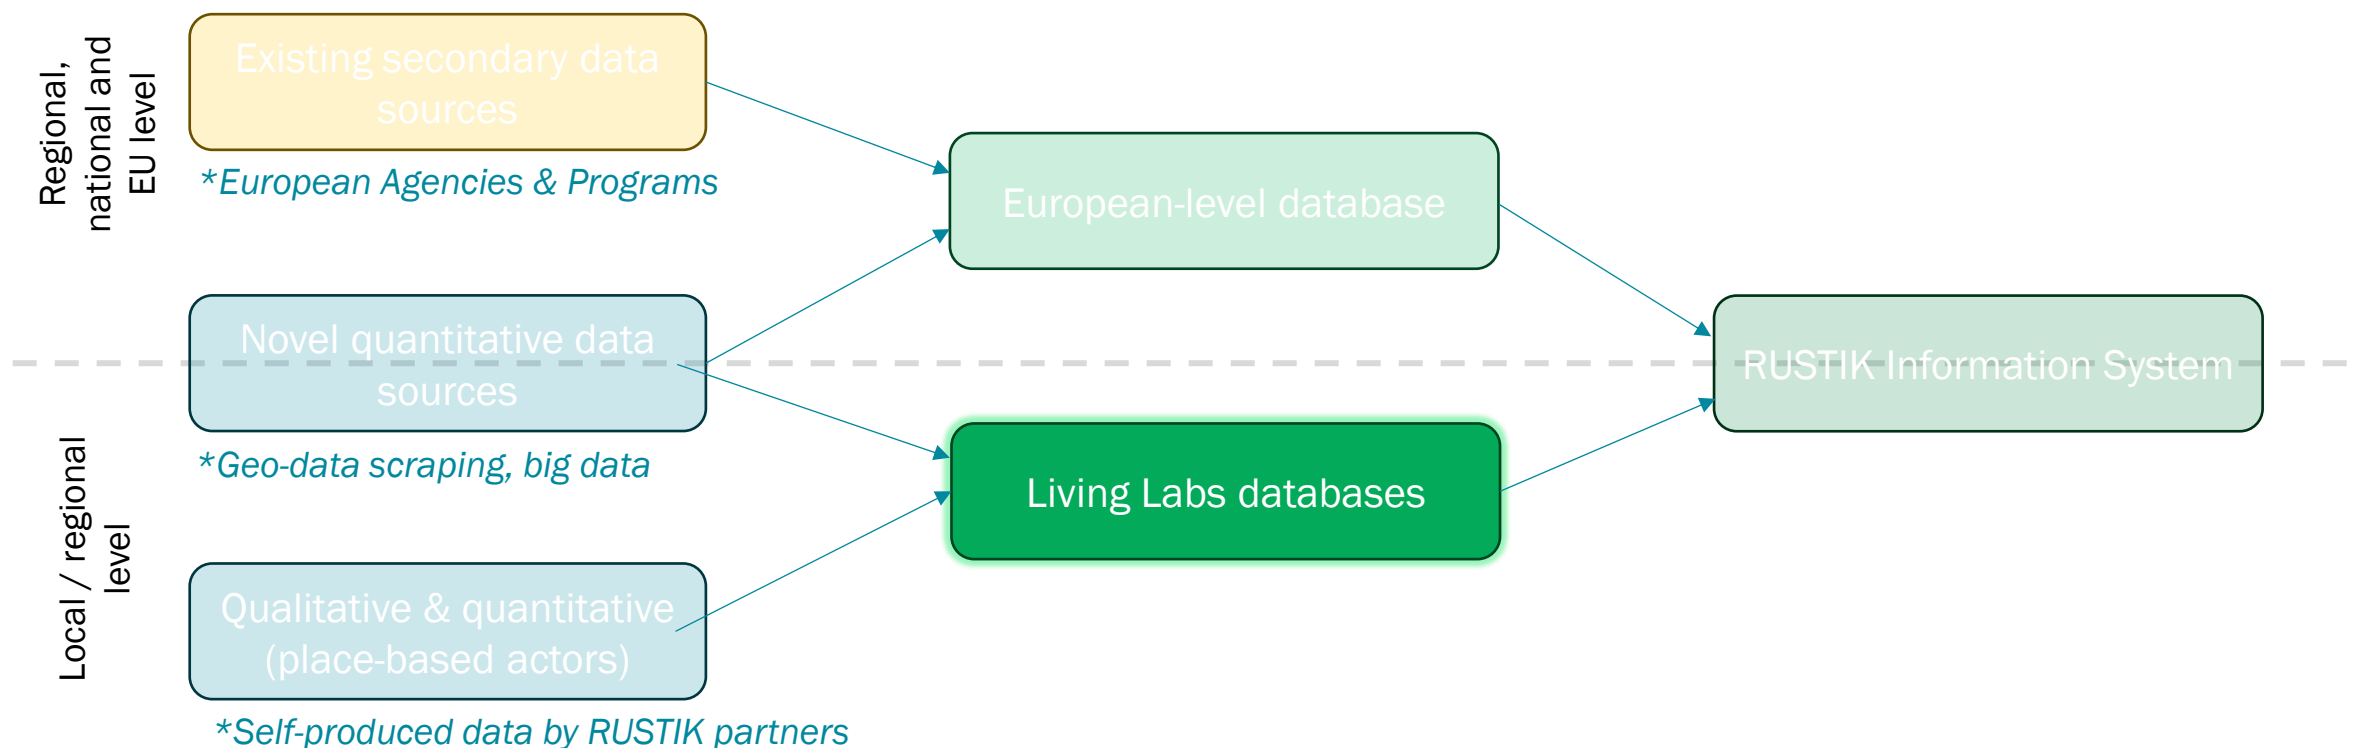 Regional,
national and
EU level
Existing secondary data
sources
*European Agencies & Programs
European-level database
Novel quantitative data
sources
*Geo-data scraping, big data
RUSTIK Information System
Local / regional
level
Living Labs databases
Qualitative & quantitative
(place-based actors)
*Self-produced data by RUSTIK partners